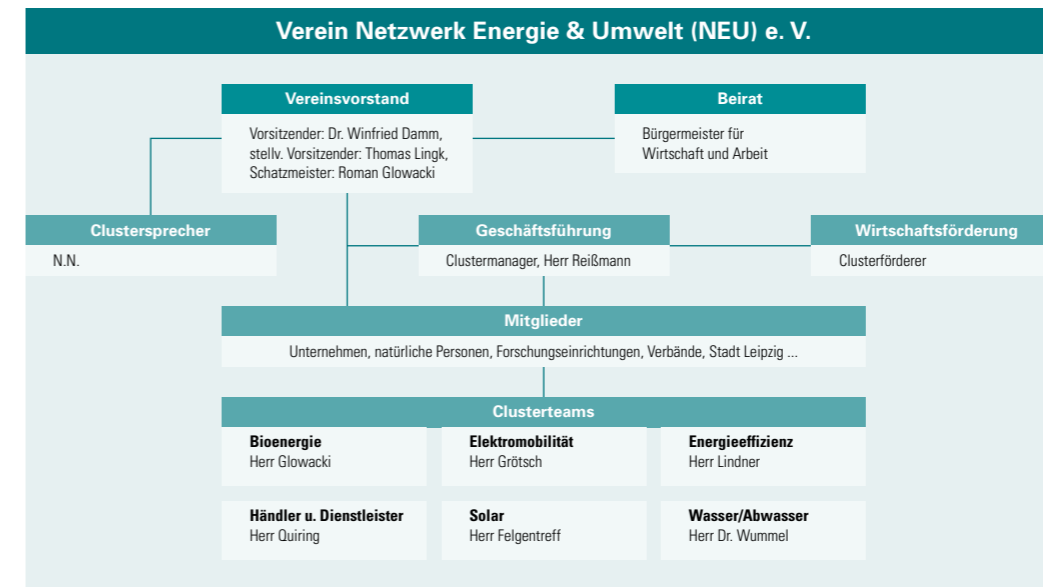 Verein Netzwerk Energie & Umwelt (NEU) e. V.
Vereinsvorstand
Vorsitzender: Dr. Winfried Damm,
stellv. Vorsitzender: Thomas Lingk,
Schatzmeister: Roman Glowacki
Beirat
Bürgermeister für
Wirtschaft und Arbeit
Clustersprecher
N.N.
Geschäftsführung
Clustermanager, Herr Reißmann
Wirtschaftsförderung
Clusterförderer
Mitglieder
Unternehmen, natürliche Personen, Forschungseinrichtungen, Verbände, Stadt Leipzig ...
Clusterteams
Bioenergie
Herr Glowacki
Elektromobilität
Herr Grötsch
Energieeffizienz
Herr Lindner
Händler u. Dienstleister
Herr Quiring
Solar
Herr Felgentreff
Wasser/Abwasser
Herr Dr. Wummel